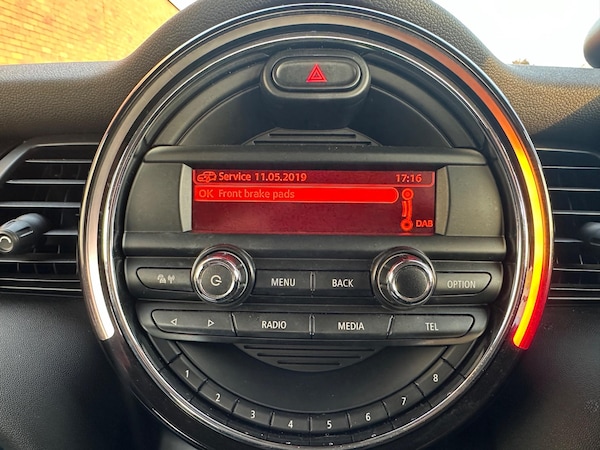 Service 11.05.2019 17:16
OK Front brake pads
DAB
MENU BACK OPTION
RADIO MEDIA TEL
1 2 3 4 5 6 7 8